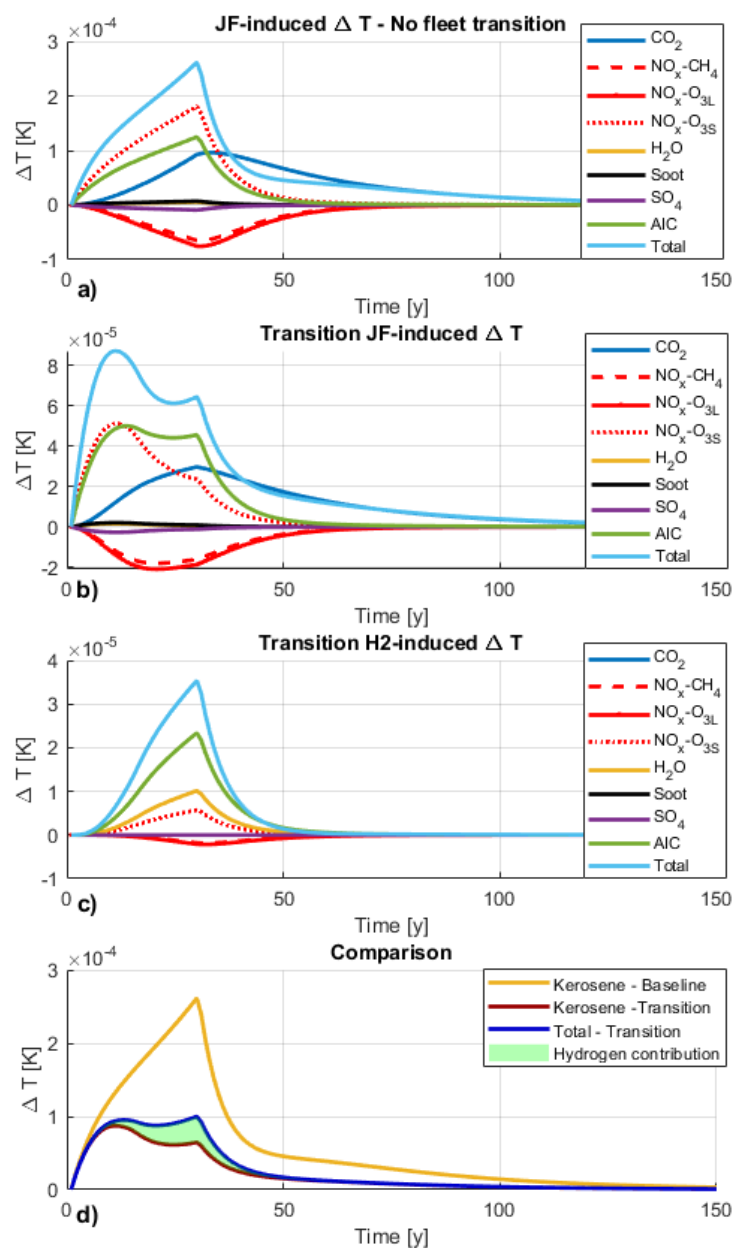 JF-induced Δ T - No fleet transition
×10⁻⁴
3
2
1
0
-1
Δ T [K]
0
50
100
150
a)
Time [y]
CO₂
NOₓ-CH₄
NOₓ-O₃L
NOₓ-O₃S
H₂O
Soot
SO₄
AIC
Total
Transition JF-induced Δ T
×10⁻⁵
8
6
4
2
0
-2
Δ T [K]
0
50
100
150
b)
Time [y]
CO₂
NOₓ-CH₄
NOₓ-O₃L
NOₓ-O₃S
H₂O
Soot
SO₄
AIC
Total
Transition H2-induced Δ T
×10⁻⁵
4
3
2
1
0
-1
Δ T [K]
0
50
100
150
c)
Time [y]
CO₂
NOₓ-CH₄
NOₓ-O₃L
NOₓ-O₃S
H₂O
Soot
SO₄
AIC
Total
Comparison
×10⁻⁴
3
2
1
0
Δ T [K]
0
50
100
150
d)
Time [y]
Kerosene - Baseline
Kerosene -Transition
Total - Transition
Hydrogen contribution